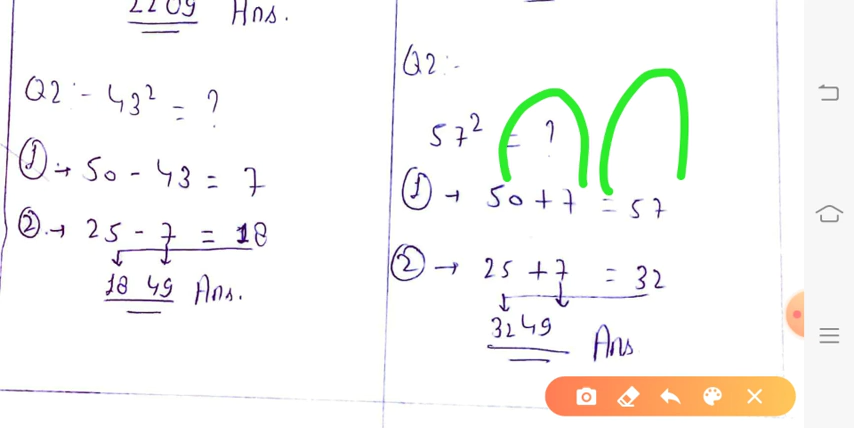 2209 Ans.
Q2:- 43² = ?
① → 50 - 43 = 7
② → 25 - 7 = 18
18 49 Ans.
Q2:-
57² = ?
① → 50 + 7 = 57
② → 25 + 7 = 32
3249 Ans